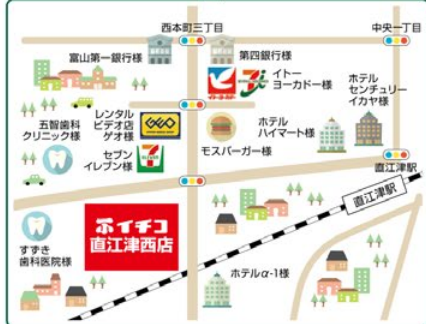 西本町三丁目
中央一丁目
富山第一銀行様
第四銀行様
イトー
ヨーカドー様
ホテル
センチュリー
イカヤ様
レンタル
ビデオ店
ゲオ様
GEO
五智歯科
クリニック様
ホテル
ハイマート様
モスバーガー様
セブン
イレブン様
直江津駅
直江津駅
ホイチコ
直江津西店
すずき
歯科医院様
ホテルα-1様